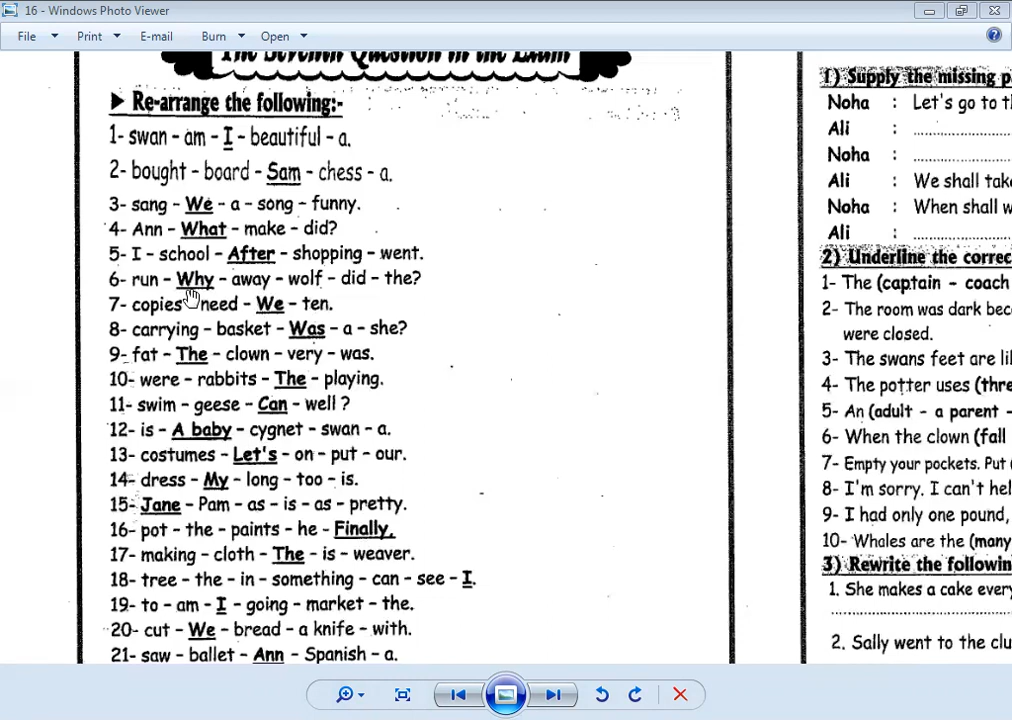 16 - Windows Photo Viewer
File Print E-mail Burn Open
The Seventh Question in the Exam
Re-arrange the following:-
1- swan - am - I - beautiful - a.
2- bought - board - Sam - chess - a.
3- sang - We - a - song - funny.
4- Ann - What - make - did?
5- I - school - After - shopping - went.
6- run - Why - away - wolf - did - the?
7- copies - need - We - ten.
8- carrying - basket - Was - a - she?
9- fat - The - clown - very - was.
10- were - rabbits - The - playing.
11- swim - geese - Can - well ?
12- is - A baby - cygnet - swan - a.
13- costumes - Let's - on - put - our.
14- dress - My - long - too - is.
15- Jane - Pam - as - is - as - pretty.
16- pot - the - paints - he - Finally,
17- making - cloth - The - is - weaver.
18- tree - the - in - something - can - see - I.
19- to - am - I - going - market - the.
20- cut - We - bread - a knife - with.
21- saw - ballet - Ann - Spanish - a.
1) Supply the missing
Noha : Let's go to
Ali : ........................
Noha : ........................
Ali : We shall
Noha : When shall
Ali : ........................
2) Underline the
1- The (captain - coach
2- The room was dark
were closed.
3- The swans feet are
4- The potter uses
5- An (adult - a parent -
6- When the clown (fall
7- Empty your pockets. Put
8- I'm sorry. I can't
9- I had only one pound,
10- Whales are the (many
3) Rewrite the
1. She makes a cake
........................
2. Sally went to the